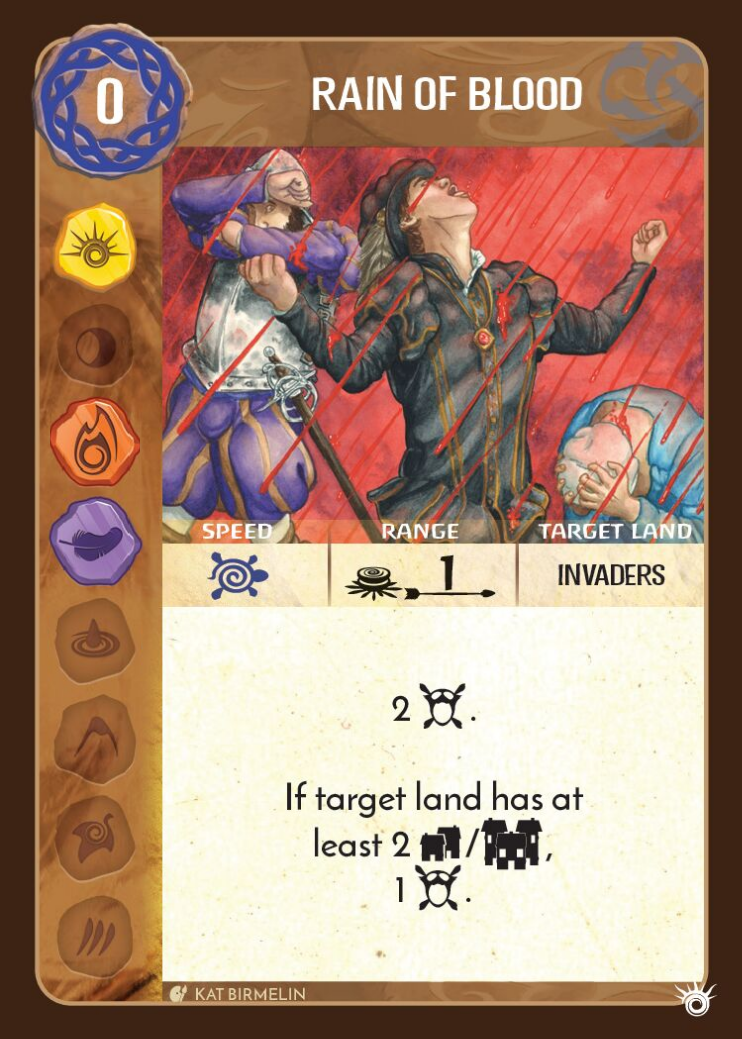 0
RAIN OF BLOOD
SPEED RANGE TARGET LAND
1 INVADERS
2 .
If target land has at
least 2 / ,
1 .
KAT BIRMELIN